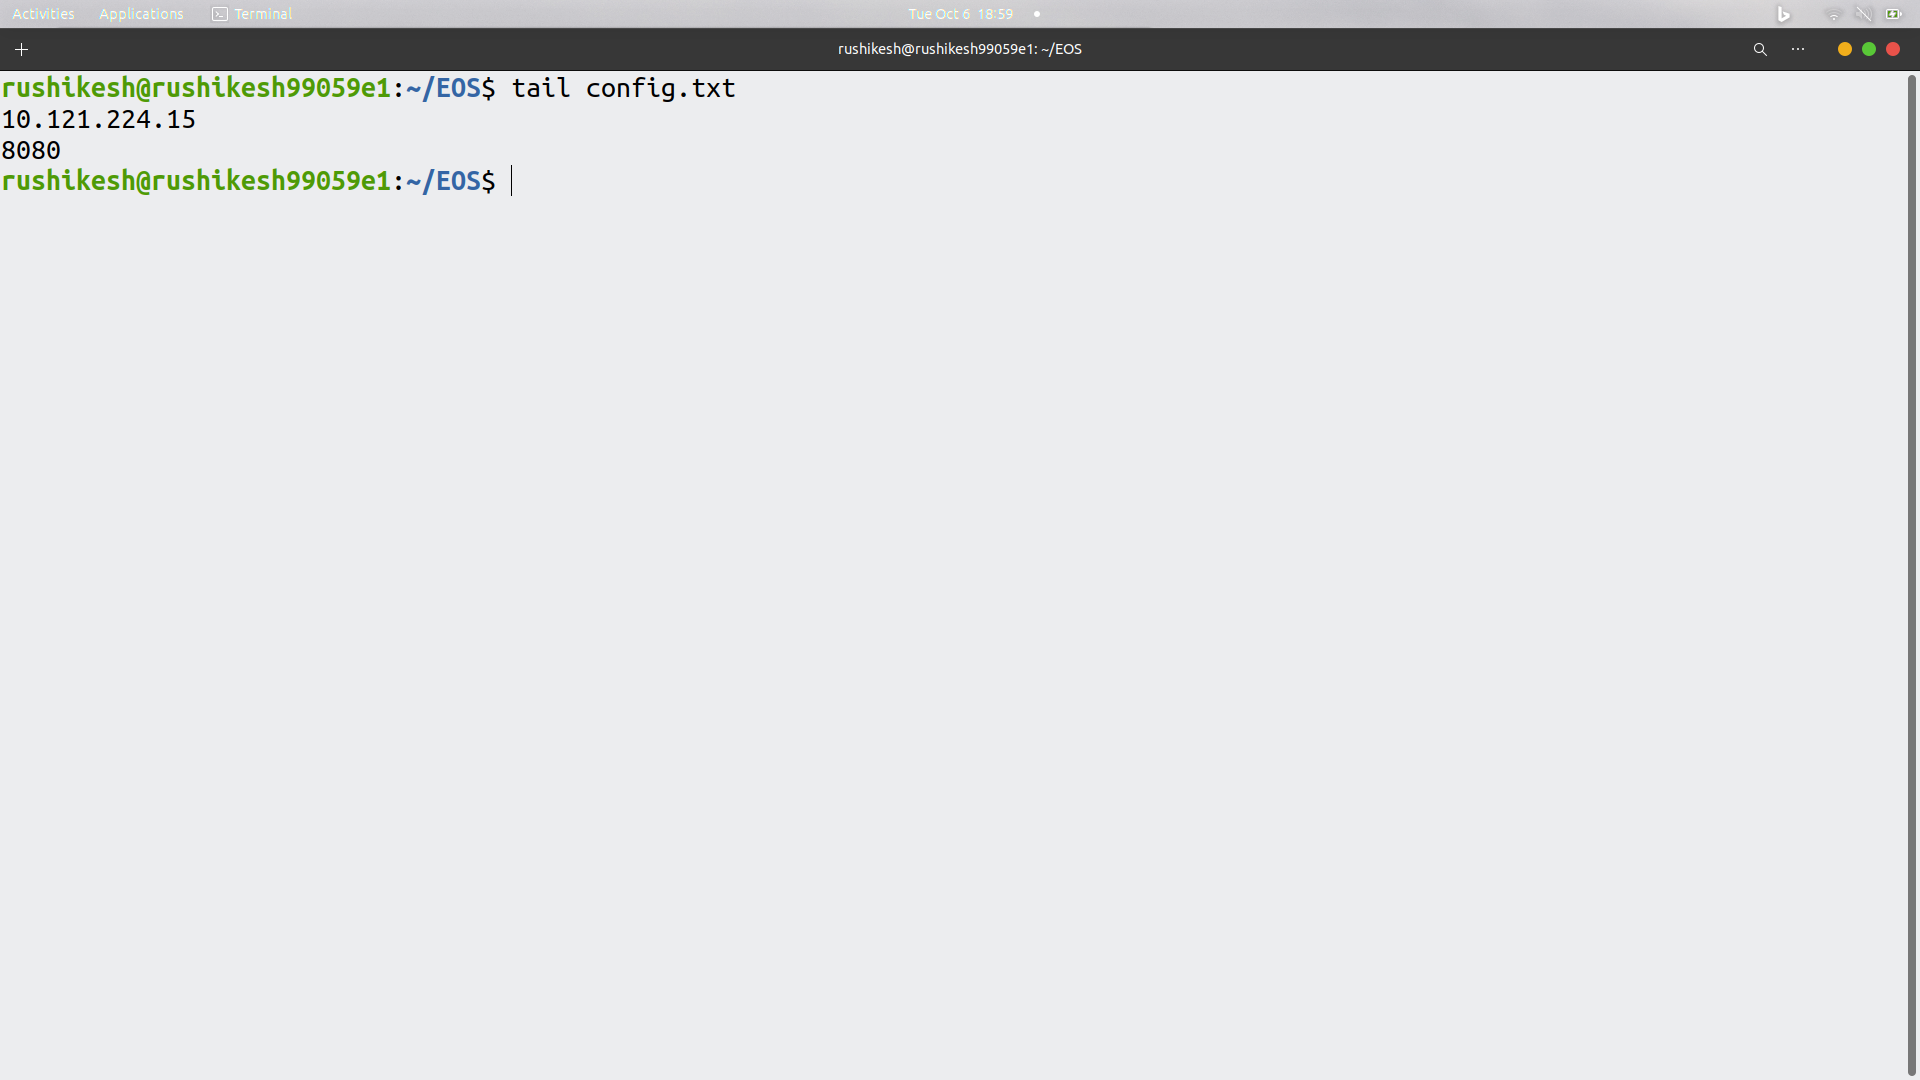 Activities Applications Terminal Tue Oct 6 18:59
rushikesh@rushikesh99059e1: ~/EOS
rushikesh@rushikesh99059e1:~/EOS$ tail config.txt
10.121.224.15
8080
rushikesh@rushikesh99059e1:~/EOS$